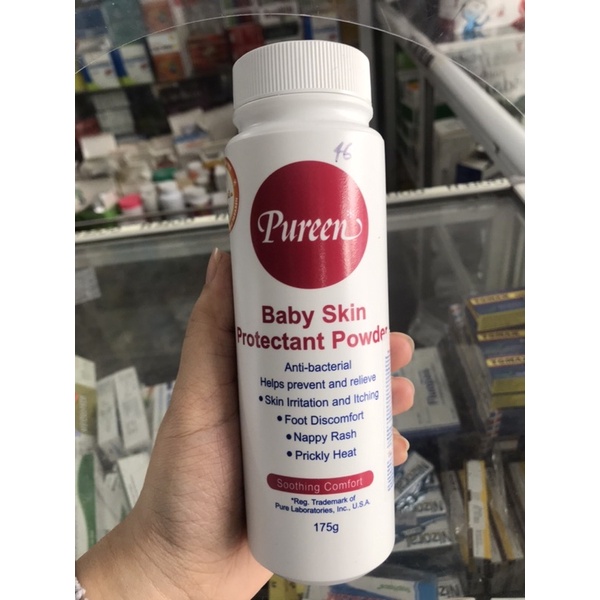 46
Pureen
Baby Skin
Protectant Powder
Anti-bacterial
Helps prevent and relieve
• Skin Irritation and Itching
• Foot Discomfort
• Nappy Rash
• Prickly Heat
Soothing Comfort
*Reg. Trademark of
Pure Laboratories, Inc., U.S.A.
175g
Nizoral